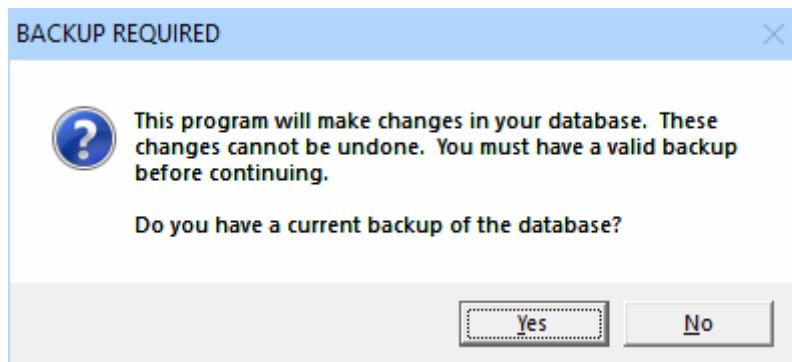 BACKUP REQUIRED
This program will make changes in your database.  These
changes cannot be undone.  You must have a valid backup
before continuing.
Do you have a current backup of the database?
Yes
No